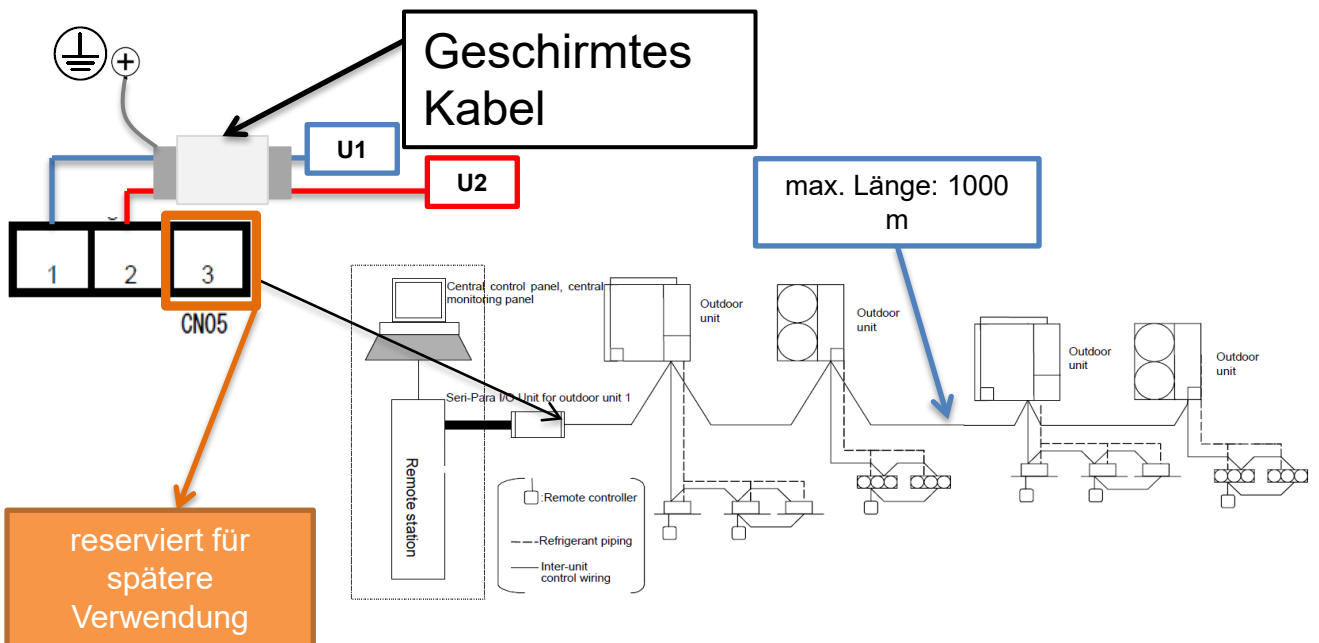 Geschirmtes
Kabel
U1
U2
max. Länge: 1000
m
1
2
3
CN05
Central control panel, central
monitoring panel
Outdoor
unit
Outdoor
unit
Outdoor
unit
Outdoor
unit
Seri-Para I/O Unit for outdoor unit 1
Remote station
:Remote controller
Refrigerant piping
Inter-unit
control wiring
reserviert für
spätere
Verwendung